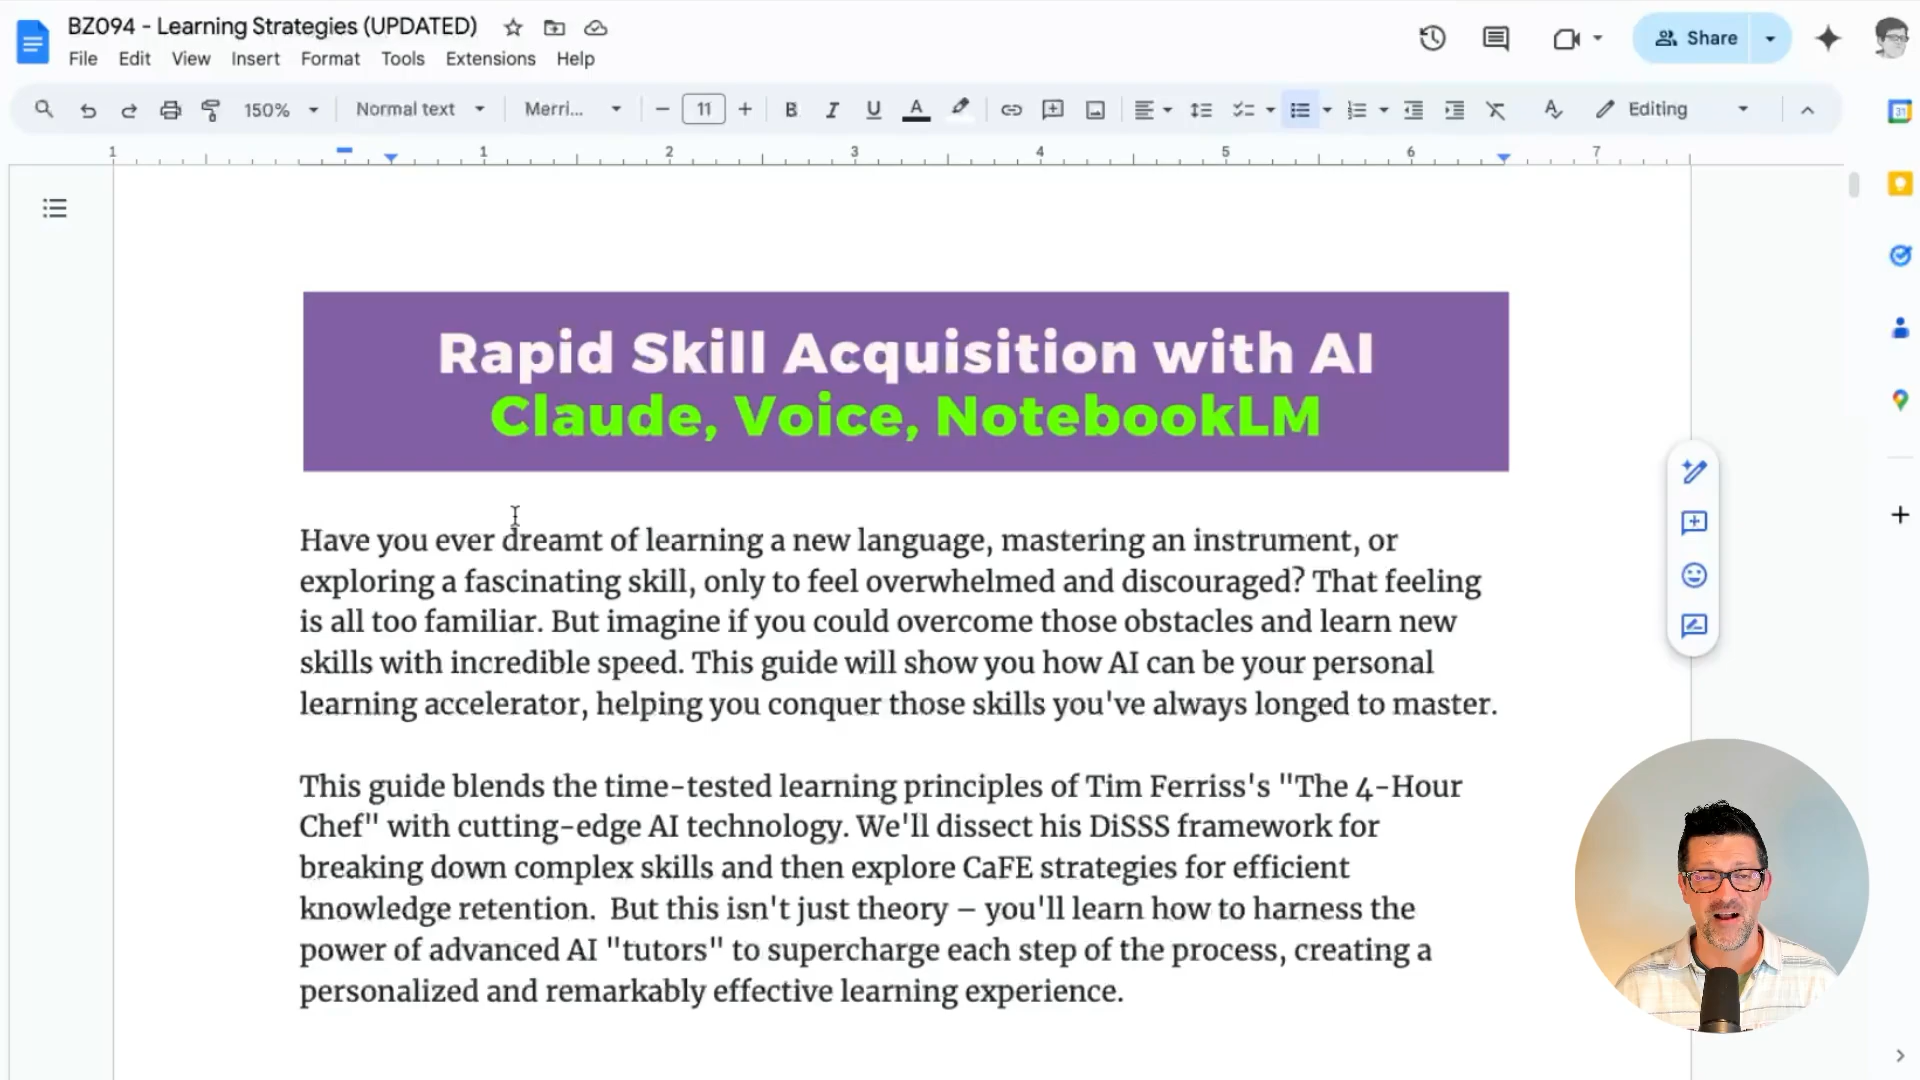 BZ094 - Learning Strategies (UPDATED)
File Edit View Insert Format Tools Extensions Help
Share
150% Normal text Merri... 11 Editing
1 1 2 3 4 5 6 7
Rapid Skill Acquisition with AI
Claude, Voice, NotebookLM
Have you ever dreamt of learning a new language, mastering an instrument, or
exploring a fascinating skill, only to feel overwhelmed and discouraged? That feeling
is all too familiar. But imagine if you could overcome those obstacles and learn new
skills with incredible speed. This guide will show you how AI can be your personal
learning accelerator, helping you conquer those skills you've always longed to master.
This guide blends the time-tested learning principles of Tim Ferriss's "The 4-Hour
Chef" with cutting-edge AI technology. We'll dissect his DiSSS framework for
breaking down complex skills and then explore CaFE strategies for efficient
knowledge retention.  But this isn't just theory – you'll learn how to harness the
power of advanced AI "tutors" to supercharge each step of the process, creating a
personalized and remarkably effective learning experience.